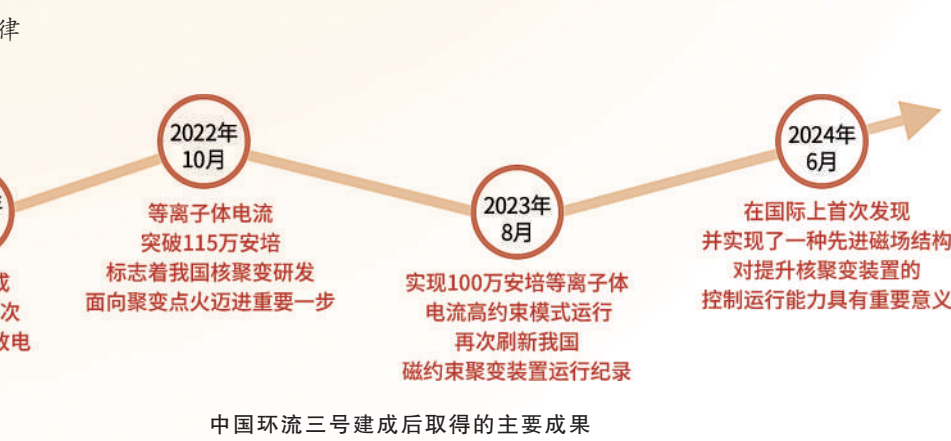 律
2022年
10月
等离子体电流
突破115万安培
标志着我国核聚变研发
面向聚变点火迈进重要一步
2023年
8月
实现100万安培等离子体
电流高约束模式运行
再次刷新我国
磁约束聚变装置运行纪录
2024年
6月
在国际上首次发现
并实现了一种先进磁场结构
对提升核聚变装置的
控制运行能力具有重要意义
次
放电
中国环流三号建成后取得的主要成果